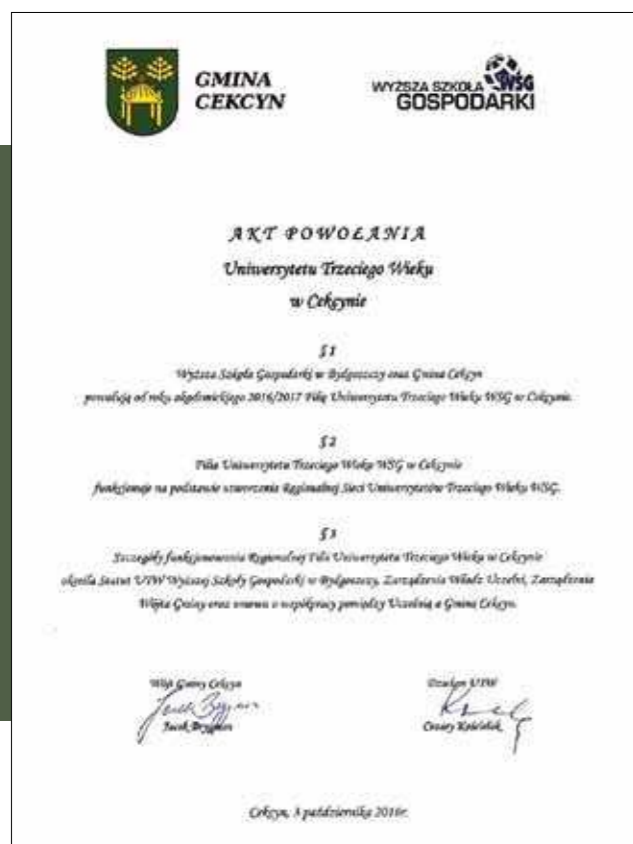 GMINA
CEKCYN
WYŻSZA SZKOŁA WSG
GOSPODARKI
AKT POWOŁANIA
Uniwersytetu Trzeciego Wieku
w Cekcynie
§ 1
Wyższa Szkoła Gospodarki w Bydgoszczy oraz Gmina Cekcyn
powołują od roku akademickiego 2016/2017 Filię Uniwersytetu Trzeciego Wieku WSG w Cekcynie.
§ 2
Filia Uniwersytetu Trzeciego Wieku WSG w Cekcynie
funkcjonuje na podstawie utworzenia Regionalnej Sieci Uniwersytetów Trzeciego Wieku WSG.
§ 3
Szczegóły funkcjonowania Regionalnej Filii Uniwersytetu Trzeciego Wieku w Cekcynie
określa Statut UTW Wyższej Szkoły Gospodarki w Bydgoszczy, Zarządzenia Władz Uczelni, Zarządzenia
Wójta Gminy oraz umowa o współpracy pomiędzy Uczelnią a Gminą Cekcyn.
Wójt Gminy Cekcyn
Jacek Brygman
Dziekan UTW
Cezary Kościelak
Cekcyn, 3 października 2016r.